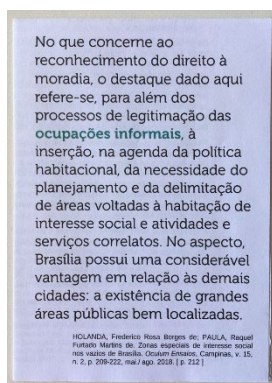 No que concerne ao
reconhecimento do direito à
moradia, o destaque dado aqui
refere-se, para além dos
processos de legitimação das
ocupações informais, à
inserção, na agenda da política
habitacional, da necessidade do
planejamento e da delimitação
de áreas voltadas à habitação de
interesse social e atividades e
serviços correlatos. No aspecto,
Brasília possui uma considerável
vantagem em relação às demais
cidades: a existência de grandes
áreas públicas bem localizadas.
HOLANDA, Frederico Rosa Borges de; PAULA, Raquel
Furtado Martins de. Zonas especiais de interesse social
nos vazios de Brasília. Oculum Ensaios, Campinas, v. 15,
n. 2, p. 209-222, mai./ ago. 2018. [ p. 212]